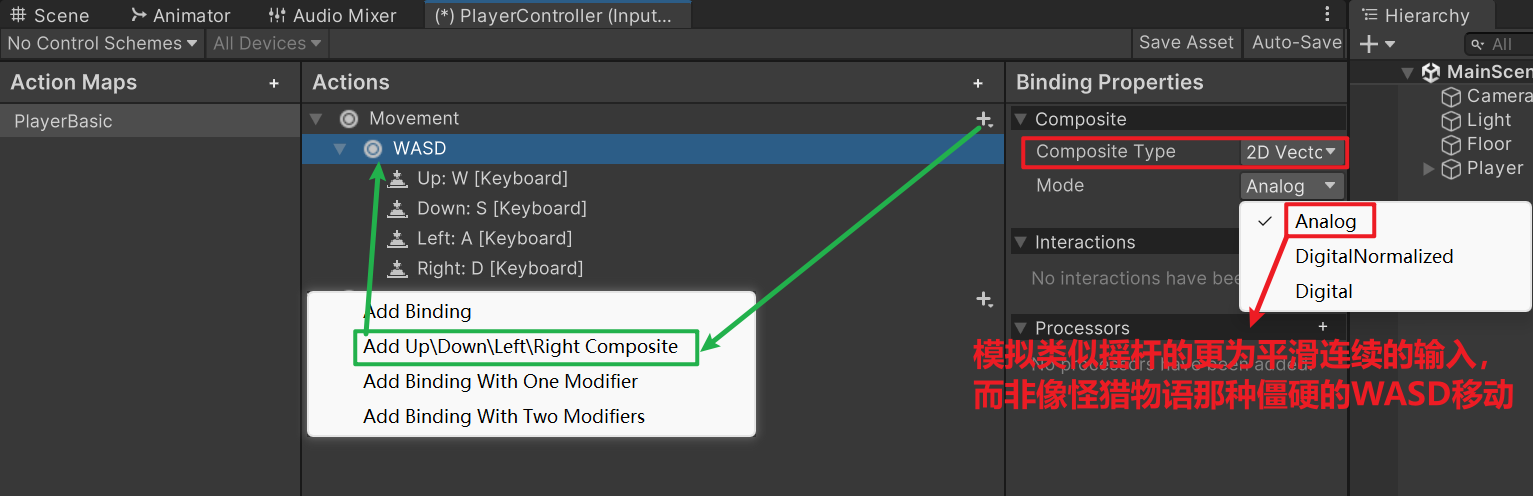 Scene Animator Audio Mixer (*) PlayerController (Input... Hierarchy
No Control Schemes All Devices Save Asset Auto-Save All
Action Maps + Actions + Binding Properties
MainScen
PlayerBasic
Movement
Composite
Camera
WASD
Composite Type 2D Vecto
Light
Up: W [Keyboard]
Mode Analog
Floor
Down: S [Keyboard]
Player
Left: A [Keyboard]
Right: D [Keyboard]
Analog
DigitalNormalized
Digital
Interactions
No interactions have bee
Add Binding
Add Up\Down\Left\Right Composite
Add Binding With One Modifier
Add Binding With Two Modifiers
Processors +
No processors have been added.
模拟类似摇杆的更为平滑连续的输入，
而非像怪猎物语那种僵硬的WASD移动